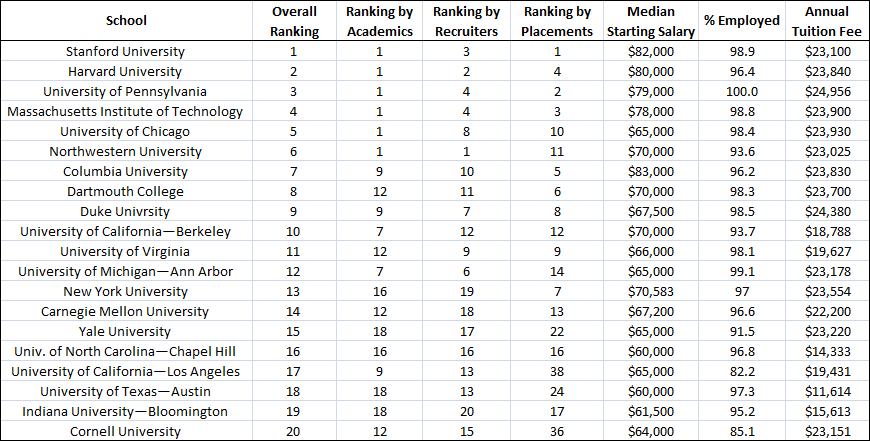 School Overall Ranking Ranking by Academics Ranking by Recruiters Ranking by Placements Median Starting Salary % Employed Annual Tuition Fee
Stanford University 1 1 3 1 $82,000 98.9 $23,100
Harvard University 2 1 2 4 $80,000 96.4 $23,840
University of Pennsylvania 3 1 4 2 $79,000 100.0 $24,956
Massachusetts Institute of Technology 4 1 4 3 $78,000 98.8 $23,900
University of Chicago 5 1 8 10 $65,000 98.4 $23,930
Northwestern University 6 1 1 11 $70,000 93.6 $23,025
Columbia University 7 9 10 5 $83,000 96.2 $23,830
Dartmouth College 8 12 11 6 $70,000 98.3 $23,700
Duke Univrsity 9 9 7 8 $67,500 98.5 $24,380
University of California—Berkeley 10 7 12 12 $70,000 93.7 $18,788
University of Virginia 11 12 9 9 $66,000 98.1 $19,627
University of Michigan—Ann Arbor 12 7 6 14 $65,000 99.1 $23,178
New York University 13 16 19 7 $70,583 97 $23,554
Carnegie Mellon University 14 12 18 13 $67,200 96.6 $22,200
Yale University 15 18 17 22 $65,000 91.5 $23,220
Univ. of North Carolina—Chapel Hill 16 16 16 16 $60,000 96.8 $14,333
University of California—Los Angeles 17 9 13 38 $65,000 82.2 $19,431
University of Texas—Austin 18 18 13 24 $60,000 97.3 $11,614
Indiana University—Bloomington 19 18 20 17 $61,500 95.2 $15,613
Cornell University 20 12 15 36 $64,000 85.1 $23,151